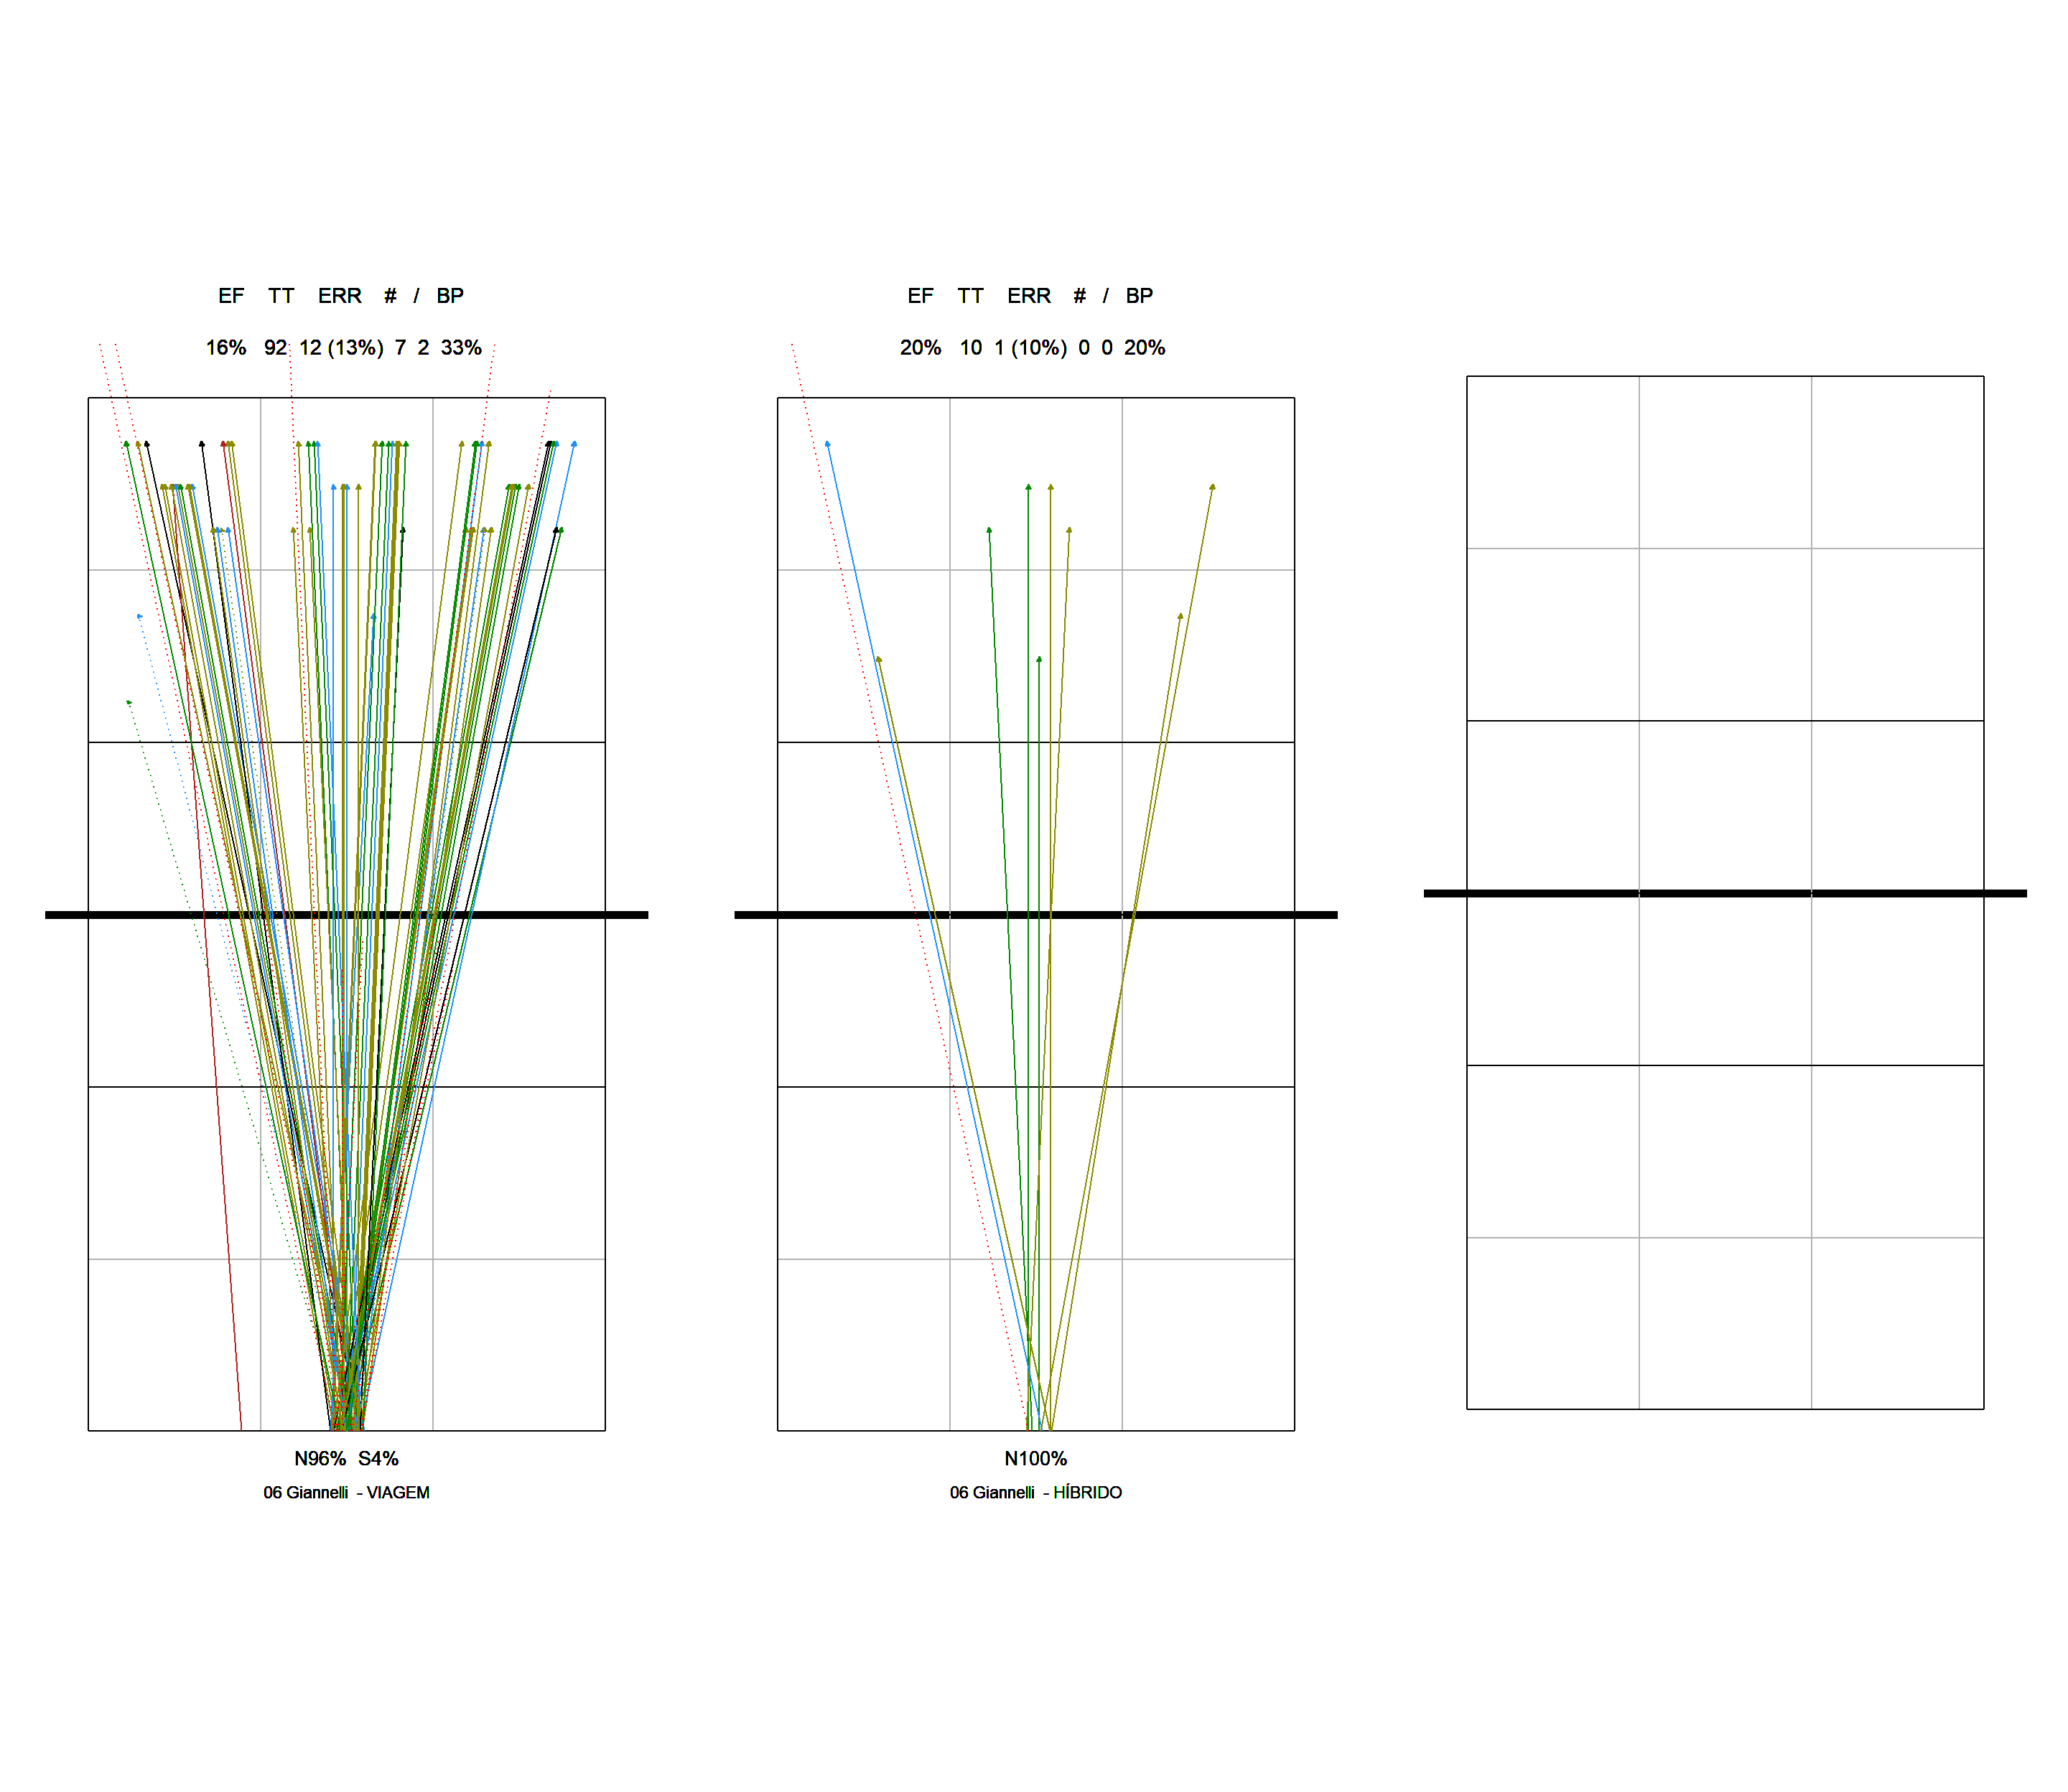 EF TT ERR # / BP
16% 92 12 (13%) 7 2 33%
N96% S4%
06 Giannelli - VIAGEM
EF TT ERR # / BP
20% 10 1 (10%) 0 0 20%
N100%
06 Giannelli - HÍBRIDO